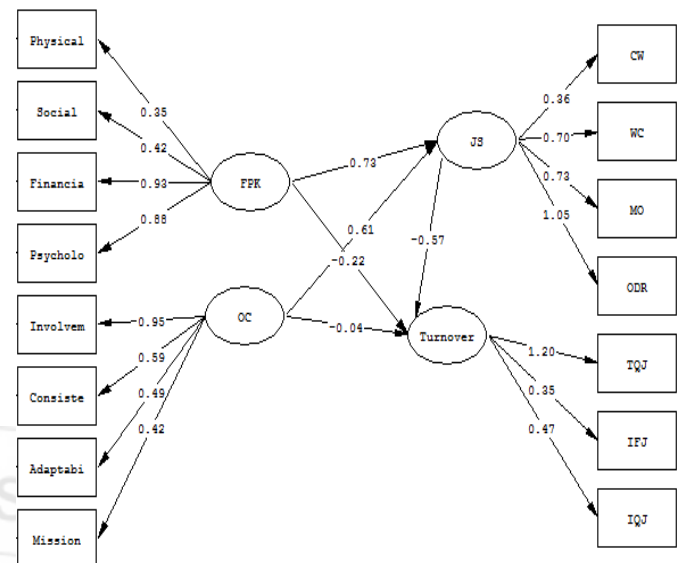 Physical
Social
Financia
Psycholo
Involvem
Consiste
Adaptabi
Mission
0.35
0.42
0.93
0.88
0.95
0.59
0.49
0.42
FPK
OC
0.73
0.61
-0.22
-0.04
-0.57
JS
Turnover
0.36
0.70
0.73
1.05
1.20
0.35
0.47
CW
WC
MO
ODR
TQJ
IFJ
IQJ
S